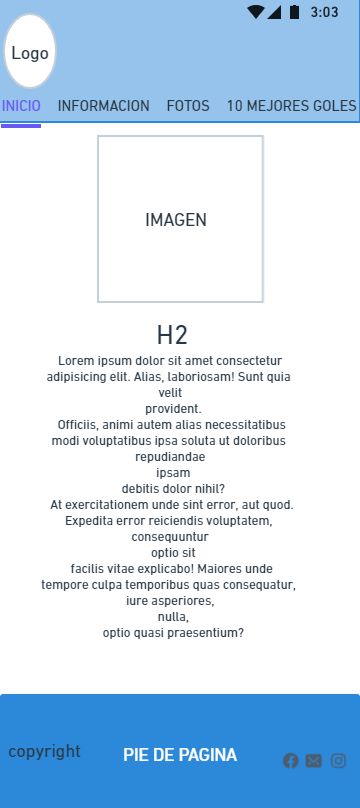 3:03
Logo
INICIO INFORMACION FOTOS 10 MEJORES GOLES
IMAGEN
H2
Lorem ipsum dolor sit amet consectetur
adipisicing elit. Alias, laboriosam! Sunt quia
velit
provident.
Officiis, animi autem alias necessitatibus
modi voluptatibus ipsa soluta ut doloribus
repudiandae
ipsam
debitis dolor nihil?
At exercitationem unde sint error, aut quod.
Expedita error reiciendis voluptatem,
consequuntur
optio sit
facilis vitae explicabo! Maiores unde
tempore culpa temporibus quas consequatur,
iure asperiores,
nulla,
optio quasi praesentium?
copyright PIE DE PAGINA